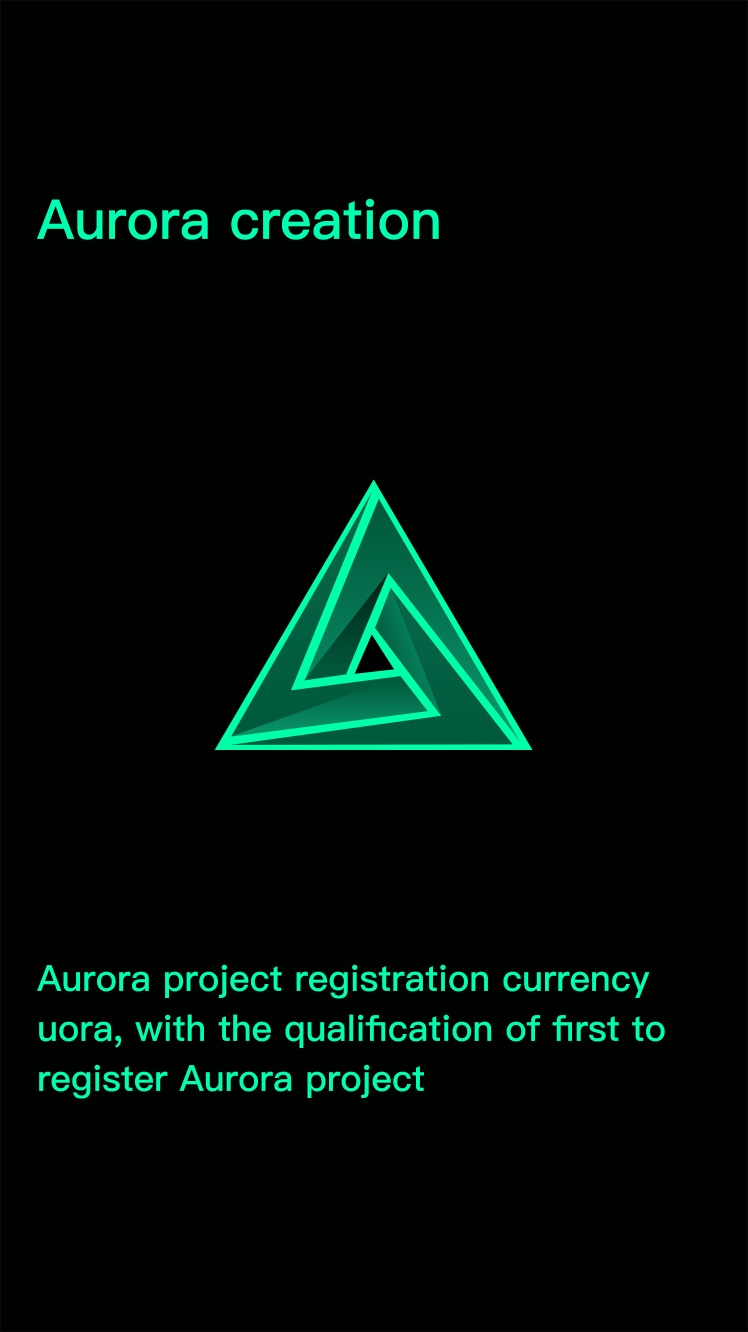 Aurora creation
Aurora project registration currency
uora, with the qualification of first to
register Aurora project